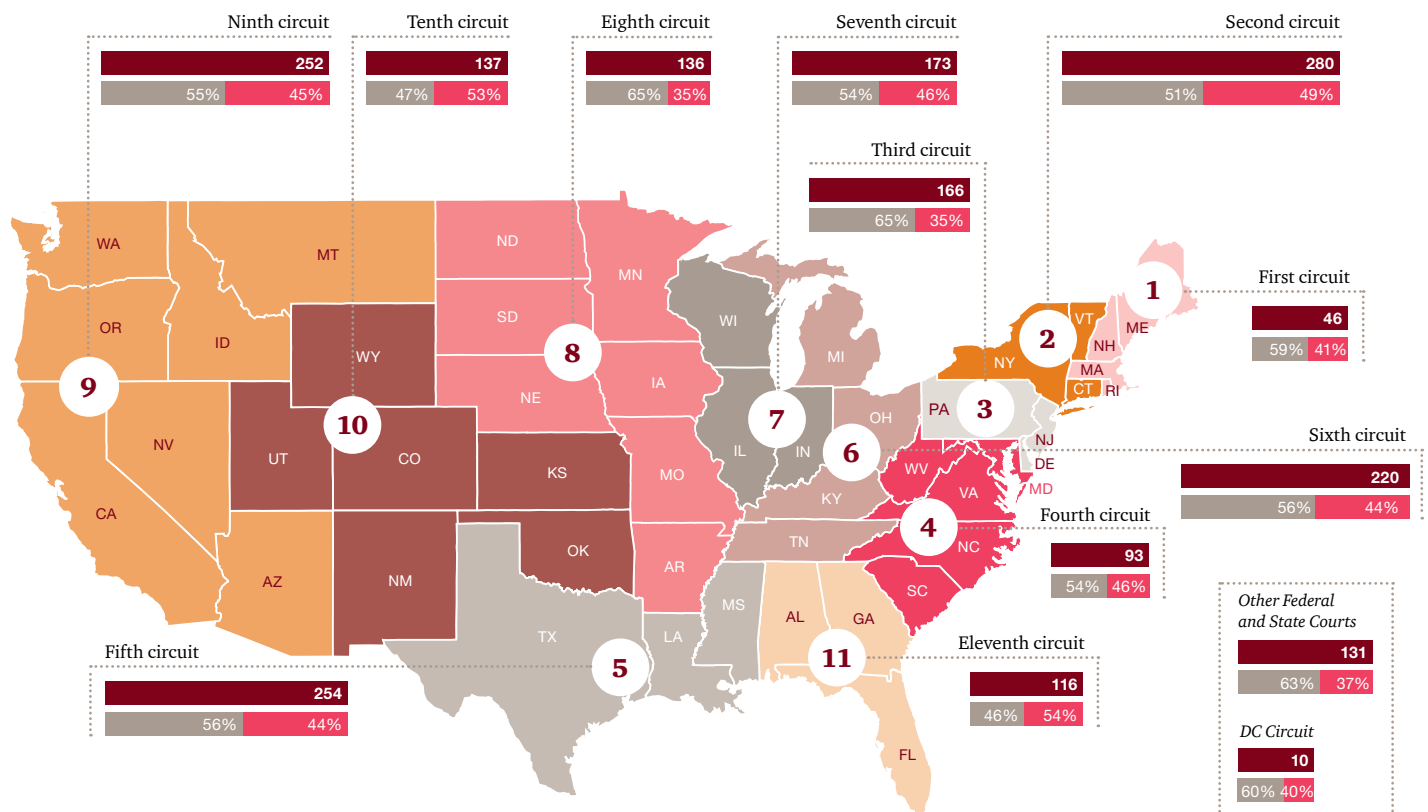 Ninth circuit
252
55% 45%
Tenth circuit
137
47% 53%
Eighth circuit
136
65% 35%
Seventh circuit
173
54% 46%
Second circuit
280
51% 49%
Third circuit
166
65% 35%
First circuit
46
59% 41%
Sixth circuit
220
56% 44%
Fourth circuit
93
54% 46%
Eleventh circuit
116
46% 54%
Fifth circuit
254
56% 44%
Other Federal
and State Courts
131
63% 37%
DC Circuit
10
60% 40%
WA
MT
ND
MN
OR
ID
SD
WI
MI
WY
NE
IA
NV
UT
CO
KS
MO
IL
IN
OH
KY
CA
AZ
NM
OK
AR
TN
TX
LA
MS
AL
GA
FL
SC
NC
VA
WV
MD
DE
NJ
PA
NY
VT
NH
ME
MA
CT
RI
9
10
8
7
6
5
11
4
3
2
1